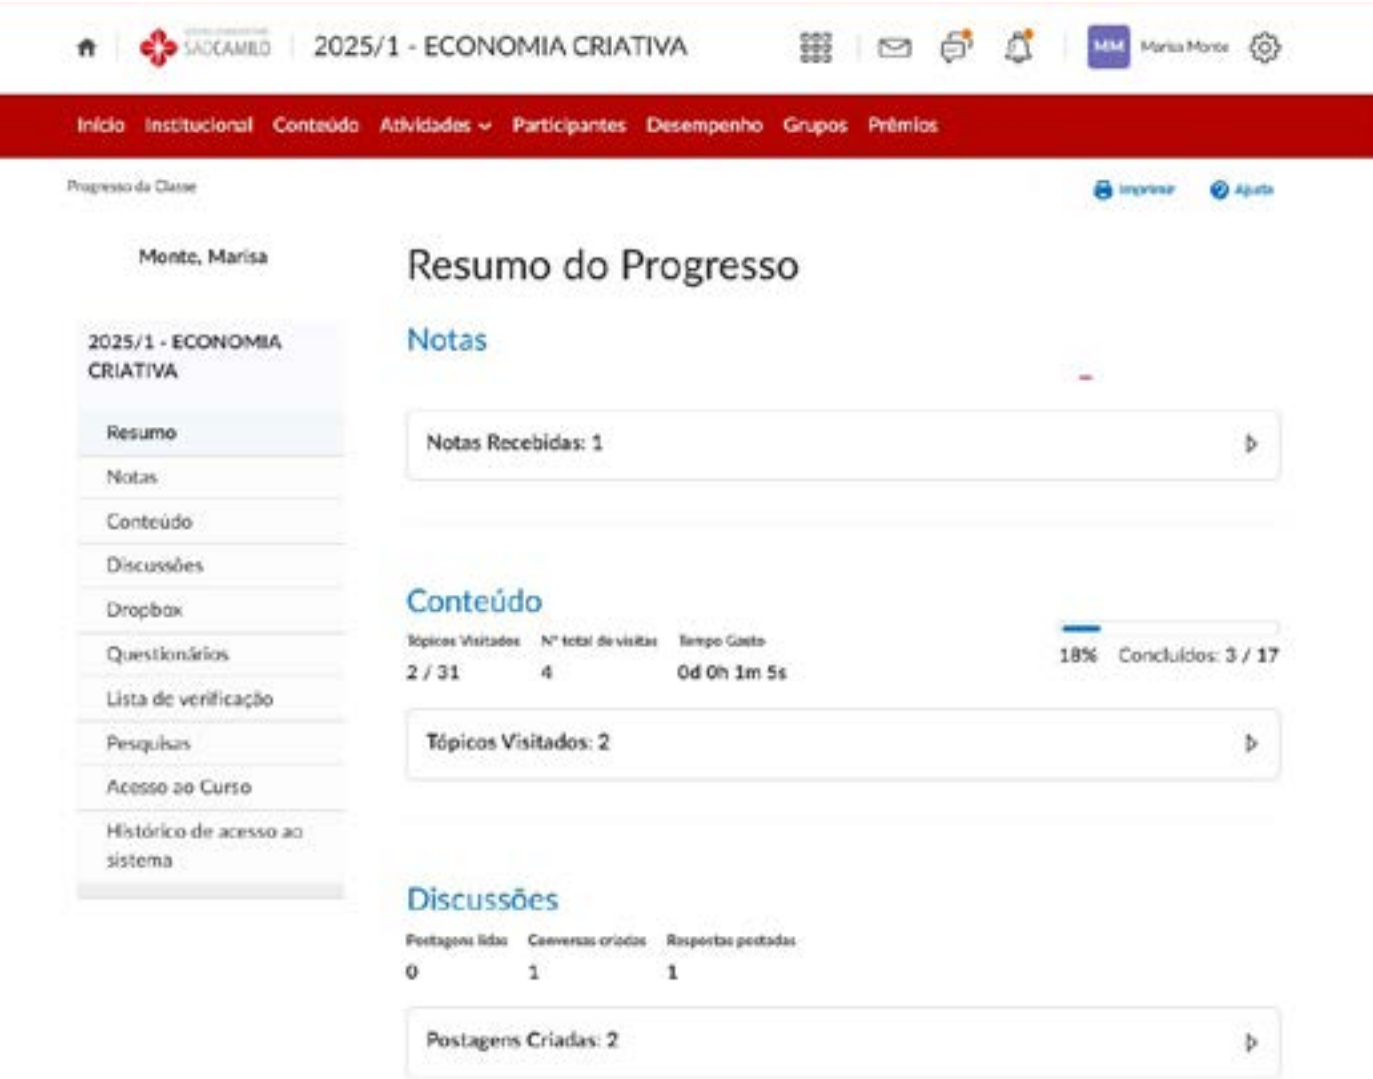 SÃOCAMILO
2025/1 - ECONOMIA CRIATIVA
MM
Marisa Monte
Início Institucional Conteúdo Atividades Participantes Desempenho Grupos Prêmios
Progresso da Classe
Imprimir
Ajuda
Monte, Marisa
2025/1 - ECONOMIA
CRIATIVA
Resumo
Notas
Conteúdo
Discussões
Dropbox
Questionários
Lista de verificação
Pesquisas
Acesso ao Curso
Histórico de acesso ao
sistema
Resumo do Progresso
Notas
Notas Recebidas: 1
Conteúdo
Tópicos Visitados Nº total de visitas Tempo Gasto
2 / 31 4 0d 0h 1m 5s
18% Concluídos: 3 / 17
Tópicos Visitados: 2
Discussões
Postagens lidas Conversas criadas Respostas postadas
0 1 1
Postagens Criadas: 2